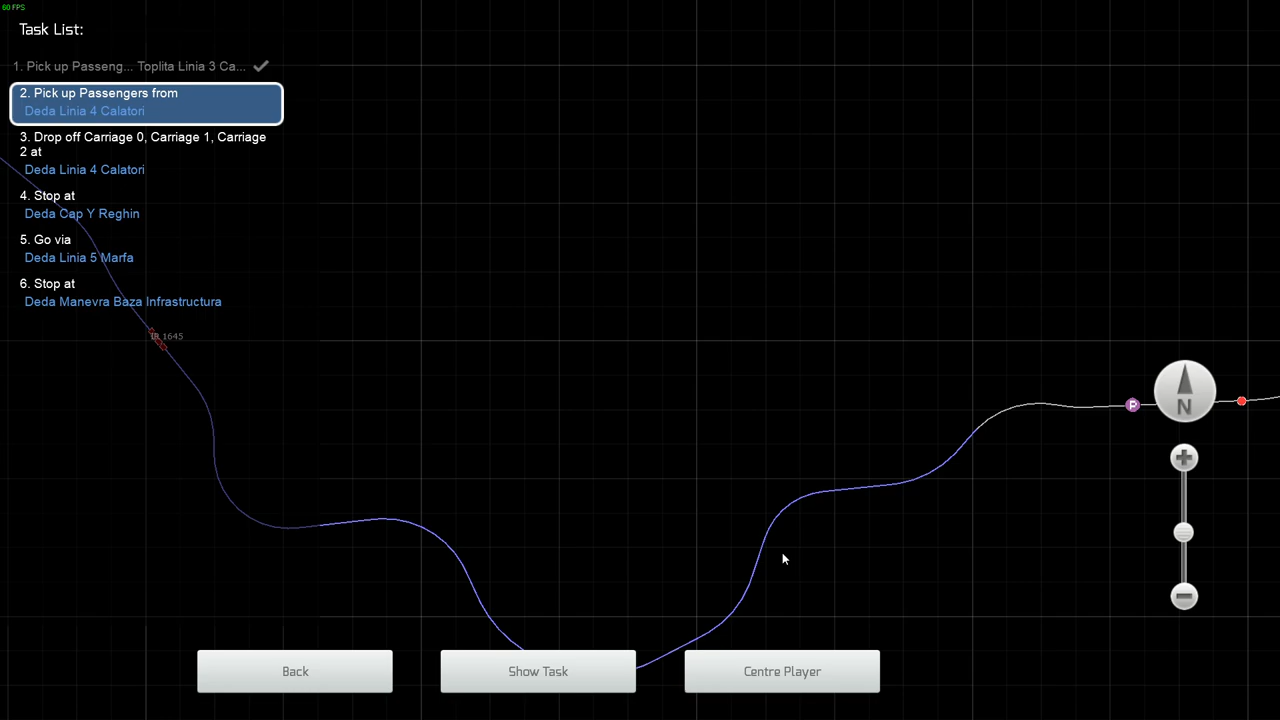 60 FPS
Task List:
1. Pick up Passeng... Toplita Linia 3 Ca...
2. Pick up Passengers from
Deda Linia 4 Calatori
3. Drop off Carriage 0, Carriage 1, Carriage
2 at
Deda Linia 4 Calatori
4. Stop at
Deda Cap Y Reghin
5. Go via
Deda Linia 5 Marfa
6. Stop at
Deda Manevra Baza Infrastructura
IR 1645
P
N
Back
Show Task
Centre Player